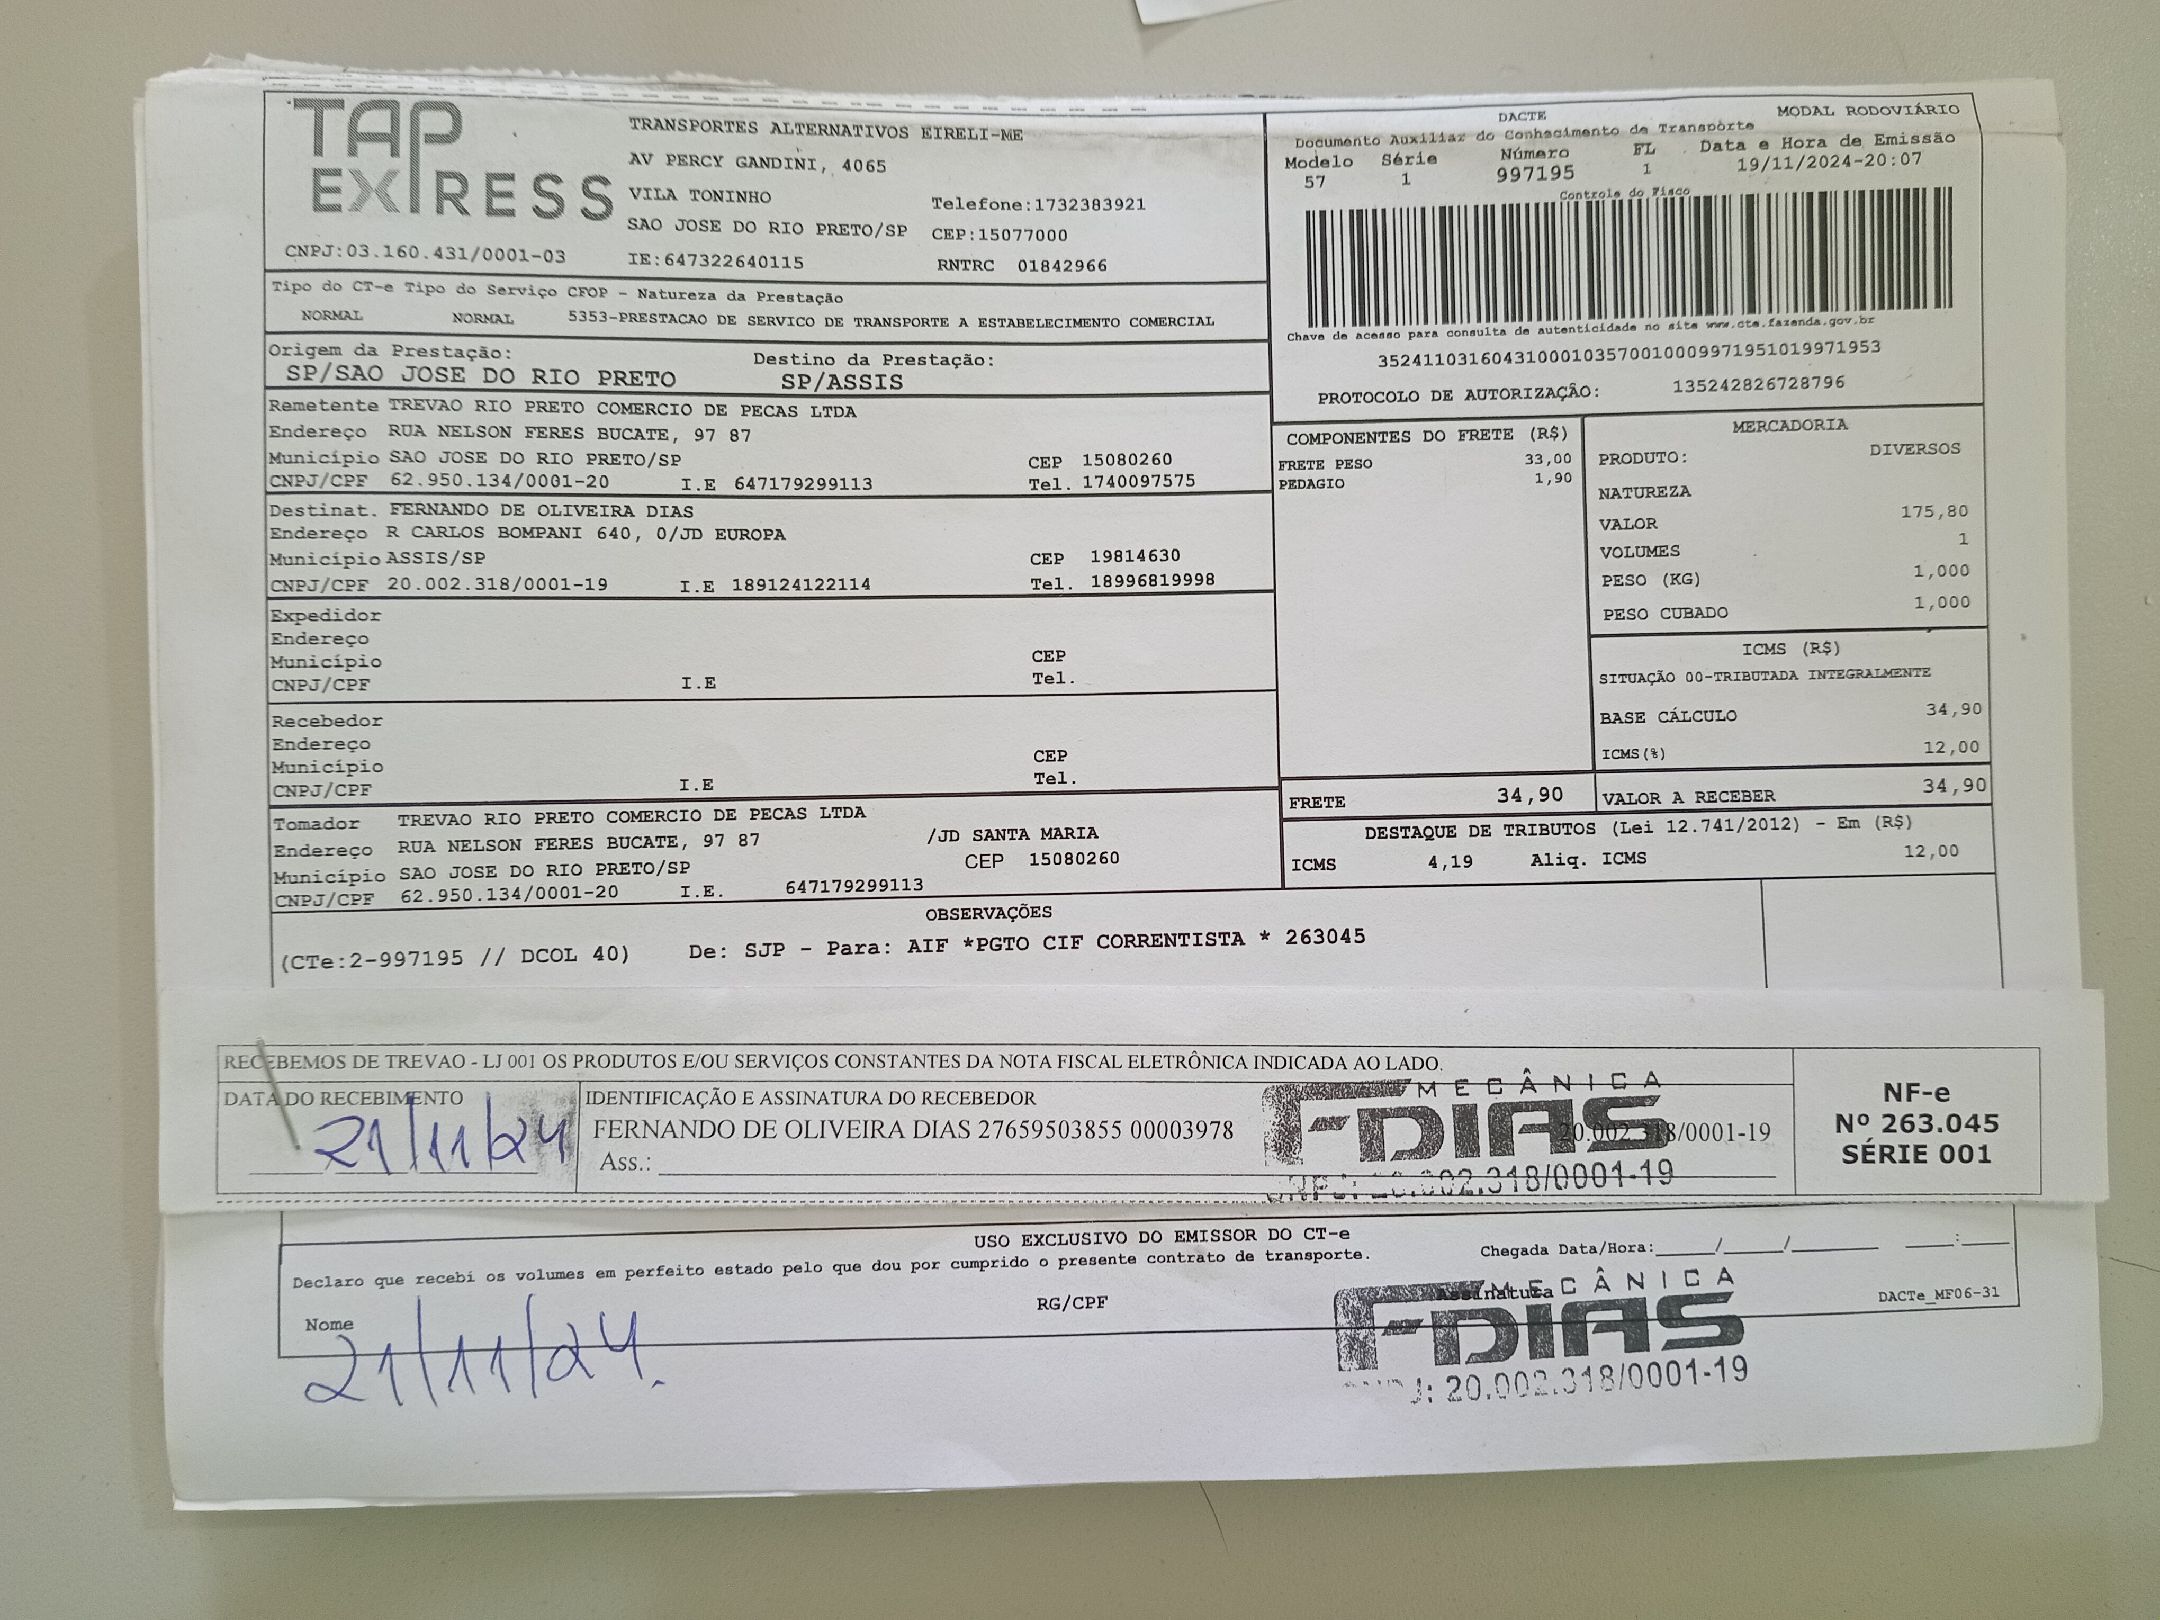 TAP EXPRESS
CNPJ:03.160.431/0001-03
TRANSPORTES ALTERNATIVOS EIRELI-ME
AV PERCY GANDINI, 4065
VILA TONINHO Telefone:1732383921
SAO JOSE DO RIO PRETO/SP CEP:15077000
IE:647322640115 RNTRC 01842966
DACTE MODAL RODOVIÁRIO
Documento Auxiliar do Conhecimento de Transporte
Modelo Série Número FL Data e Hora de Emissão
57 1 997195 1 19/11/2024-20:07
Controle do Fisco
Chave de acesso para consulta de autenticidade no site www.cte.fazenda.gov.br
35241103160431000103570010009971951019971953
PROTOCOLO DE AUTORIZAÇÃO: 135242826728796
Tipo do CT-e Tipo do Serviço CFOP - Natureza da Prestação
NORMAL NORMAL 5353-PRESTACAO DE SERVICO DE TRANSPORTE A ESTABELECIMENTO COMERCIAL
Origem da Prestação: Destino da Prestação:
SP/SAO JOSE DO RIO PRETO SP/ASSIS
Remetente TREVAO RIO PRETO COMERCIO DE PECAS LTDA
Endereço RUA NELSON FERES BUCATE, 97 87
Município SAO JOSE DO RIO PRETO/SP CEP 15080260
CNPJ/CPF 62.950.134/0001-20 I.E 647179299113 Tel. 1740097575
Destinat. FERNANDO DE OLIVEIRA DIAS
Endereço R CARLOS BOMPANI 640, 0/JD EUROPA
Município ASSIS/SP CEP 19814630
CNPJ/CPF 20.002.318/0001-19 I.E 189124122114 Tel. 18996819998
Expedidor
Endereço
Município CEP
CNPJ/CPF I.E Tel.
Recebedor
Endereço
Município CEP
CNPJ/CPF I.E Tel.
Tomador TREVAO RIO PRETO COMERCIO DE PECAS LTDA
Endereço RUA NELSON FERES BUCATE, 97 87 /JD SANTA MARIA
Município SAO JOSE DO RIO PRETO/SP CEP 15080260
CNPJ/CPF 62.950.134/0001-20 I.E. 647179299113
COMPONENTES DO FRETE (R$)
FRETE PESO 33,00
PEDAGIO 1,90
MERCADORIA
PRODUTO: DIVERSOS
NATUREZA
VALOR 175,80
VOLUMES 1
PESO (KG) 1,000
PESO CUBADO 1,000
ICMS (R$)
SITUAÇÃO 00-TRIBUTADA INTEGRALMENTE
BASE CÁLCULO 34,90
ICMS(%) 12,00
FRETE 34,90 VALOR A RECEBER 34,90
DESTAQUE DE TRIBUTOS (Lei 12.741/2012) - Em (R$)
ICMS 4,19 Aliq. ICMS 12,00
OBSERVAÇÕES
(CTe:2-997195 // DCOL 40) De: SJP - Para: AIF *PGTO CIF CORRENTISTA * 263045
RECEBEMOS DE TREVAO - LJ 001 OS PRODUTOS E/OU SERVIÇOS CONSTANTES DA NOTA FISCAL ELETRÔNICA INDICADA AO LADO.
DATA DO RECEBIMENTO IDENTIFICAÇÃO E ASSINATURA DO RECEBEDOR
21/11/24
FERNANDO DE OLIVEIRA DIAS 27659503855 00003978 20.002.318/0001-19
Ass.:
MECÂNICA
FDIAS
CNPJ: 20.002.318/0001-19
NF-e
Nº 263.045
SÉRIE 001
USO EXCLUSIVO DO EMISSOR DO CT-e
Declaro que recebi os volumes em perfeito estado pelo que dou por cumprido o presente contrato de transporte.
Chegada Data/Hora:____/____/______ ___:___
Nome RG/CPF Assinatura DACTe_MF06-31
21/11/24.
MECÂNICA
FDIAS
CNPJ: 20.002.318/0001-19